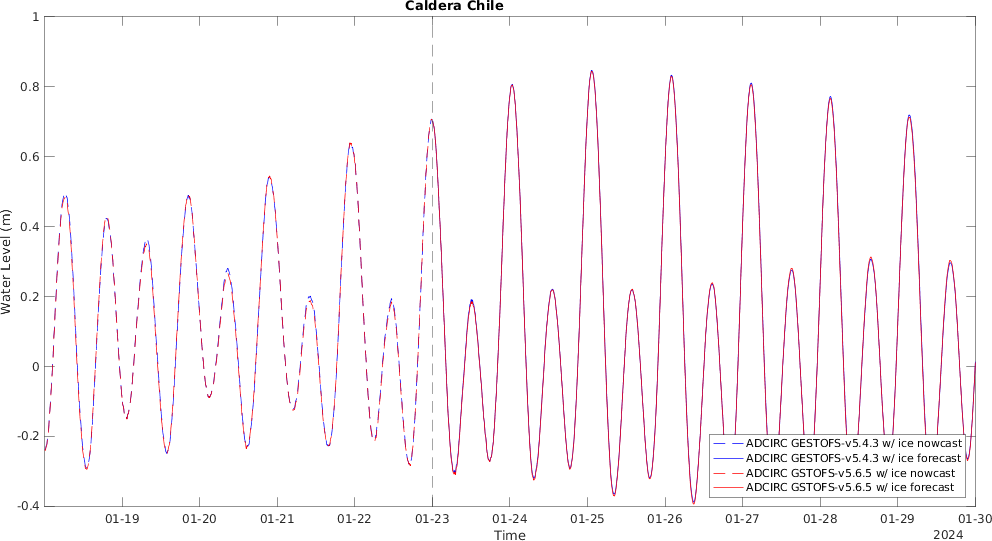 Caldera Chile
1
0.8
0.6
0.4
0.2
0
-0.2
-0.4
Water Level (m)
01-19 01-20 01-21 01-22 01-23 01-24 01-25 01-26 01-27 01-28 01-29 01-30
Time
2024
ADCIRC GESTOFS-v5.4.3 w/ ice nowcast
ADCIRC GESTOFS-v5.4.3 w/ ice forecast
ADCIRC GSTOFS-v5.6.5 w/ ice nowcast
ADCIRC GSTOFS-v5.6.5 w/ ice forecast